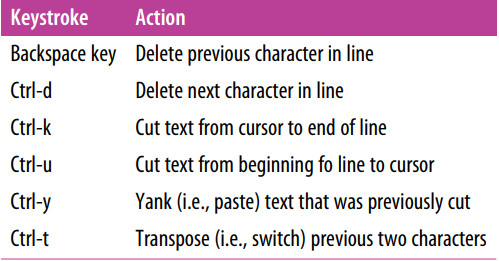 Keystroke Action
Backspace key Delete previous character in line
Ctrl-d Delete next character in line
Ctrl-k Cut text from cursor to end of line
Ctrl-u Cut text from beginning fo line to cursor
Ctrl-y Yank (i.e., paste) text that was previously cut
Ctrl-t Transpose (i.e., switch) previous two characters